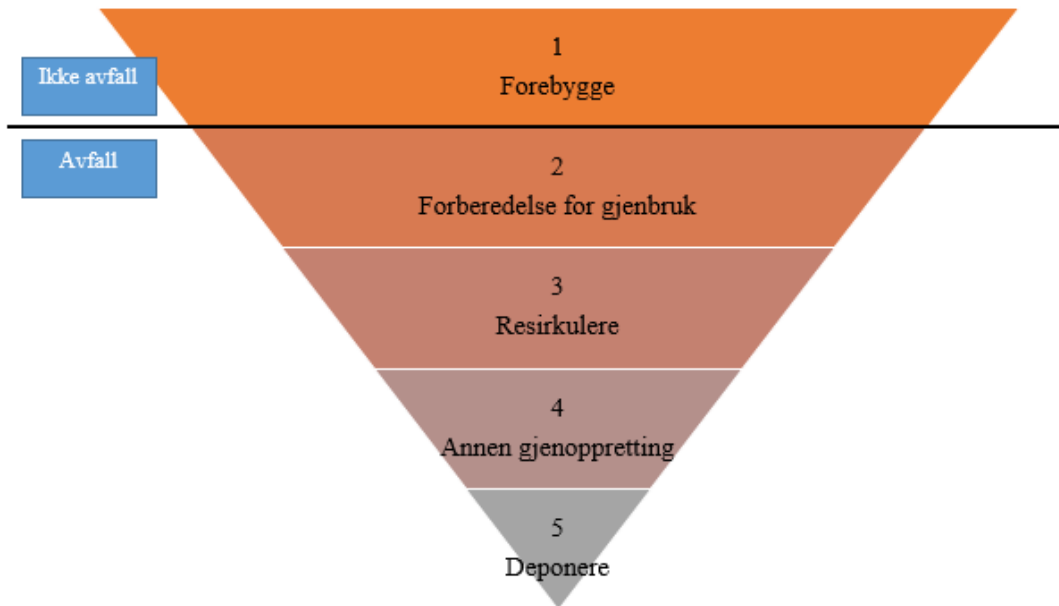 1
Forebygge
Ikke avfall
Avfall
2
Forberedelse for gjenbruk
3
Resirkulere
4
Annen gjenoppretting
5
Deponere